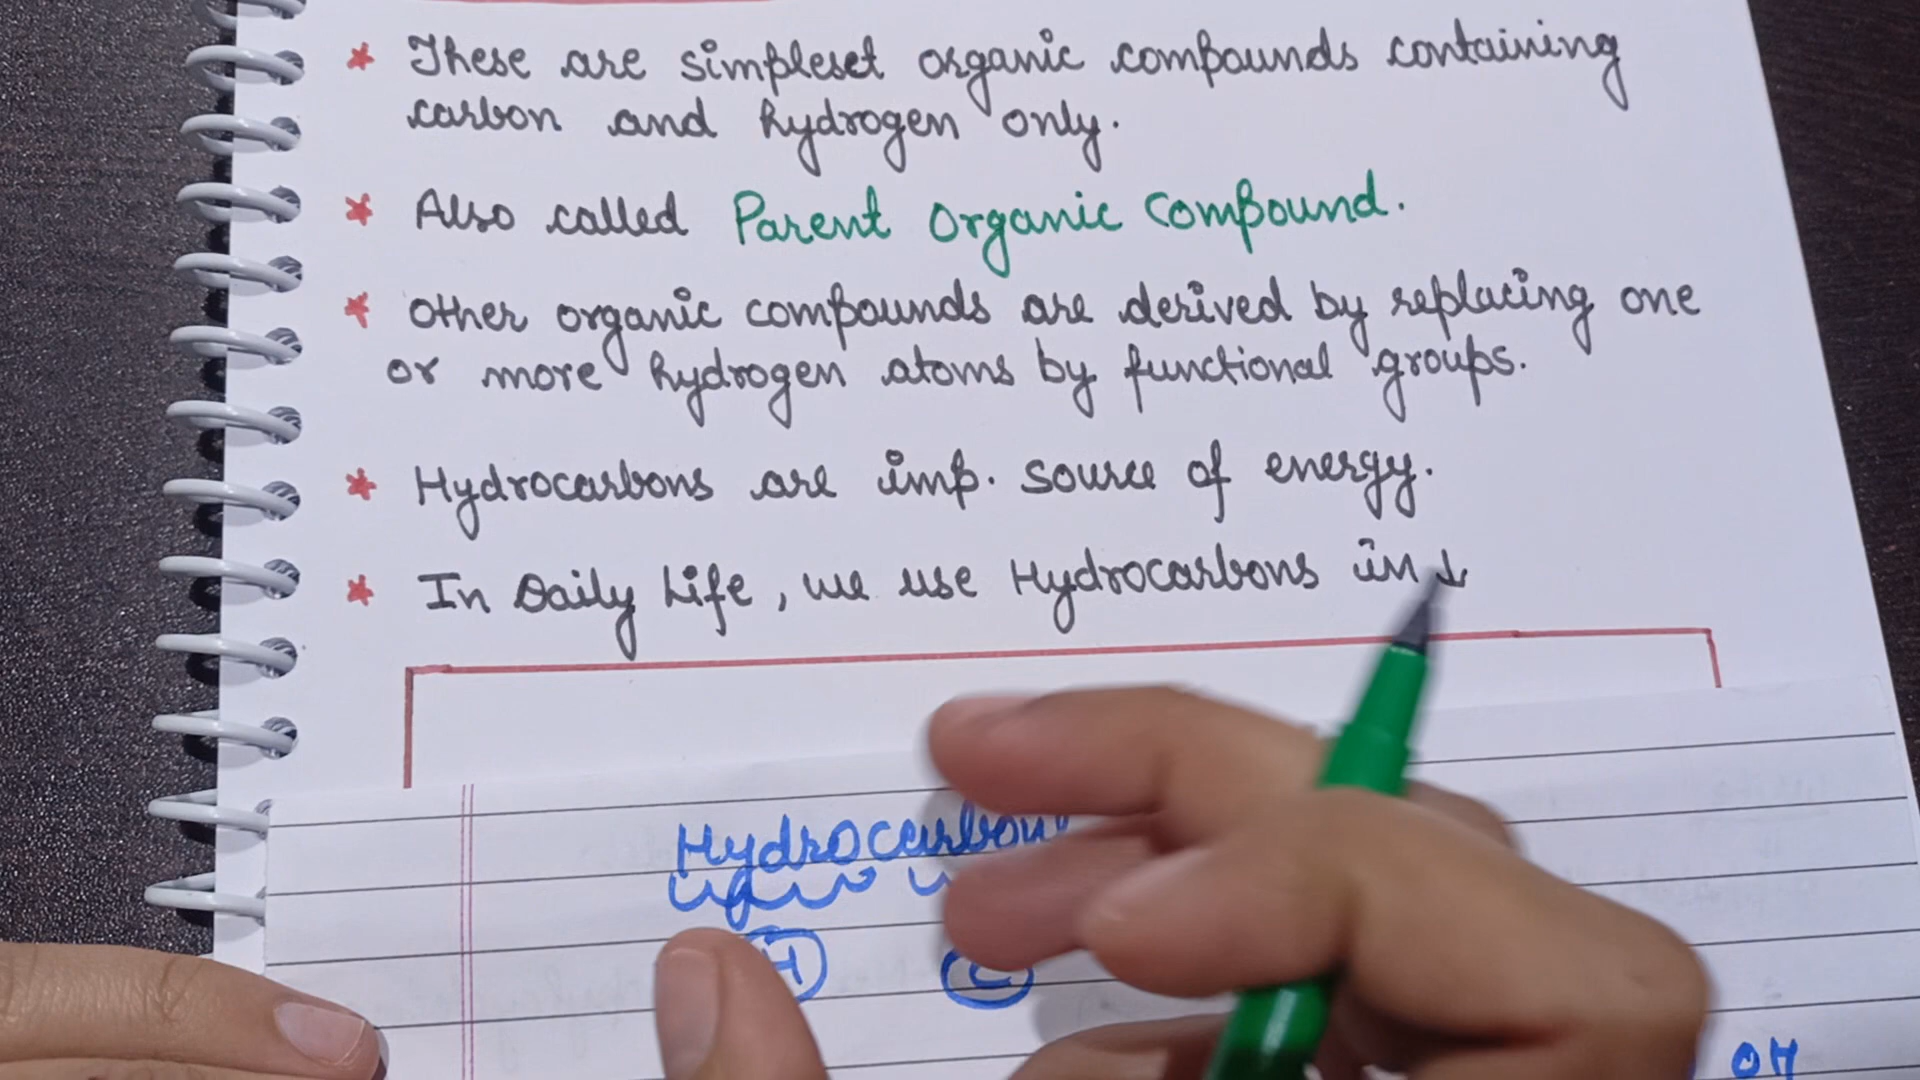 * These are simpleset organic compounds containing
carbon and hydrogen only.
* Also called Parent Organic Compound.
* Other organic compounds are derived by replacing one
or more hydrogen atoms by functional groups.
* Hydrocarbons are imp. source of energy.
* In Daily Life, we use Hydrocarbons in ↓
Hydrocarbon
H C
OH